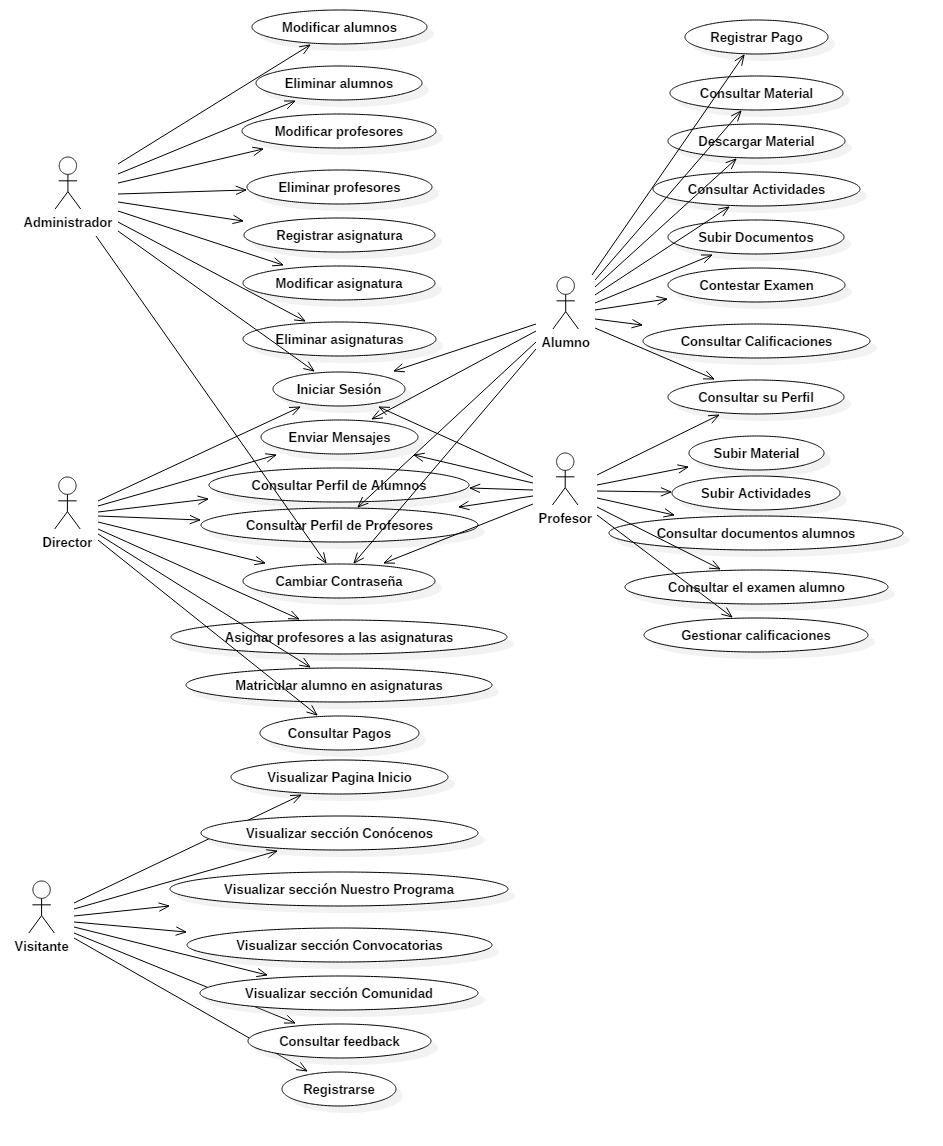 Modificar alumnos
Eliminar alumnos
Modificar profesores
Eliminar profesores
Registrar asignatura
Modificar asignatura
Eliminar asignaturas
Iniciar Sesión
Enviar Mensajes
Consultar Perfil de Alumnos
Consultar Perfil de Profesores
Cambiar Contraseña
Asignar profesores a las asignaturas
Matricular alumno en asignaturas
Consultar Pagos
Visualizar Pagina Inicio
Visualizar sección Conócenos
Visualizar sección Nuestro Programa
Visualizar sección Convocatorias
Visualizar sección Comunidad
Consultar feedback
Registrarse
Administrador
Director
Visitante
Alumno
Profesor
Registrar Pago
Consultar Material
Descargar Material
Consultar Actividades
Subir Documentos
Contestar Examen
Consultar Calificaciones
Consultar su Perfil
Subir Material
Subir Actividades
Consultar documentos alumnos
Consultar el examen alumno
Gestionar calificaciones